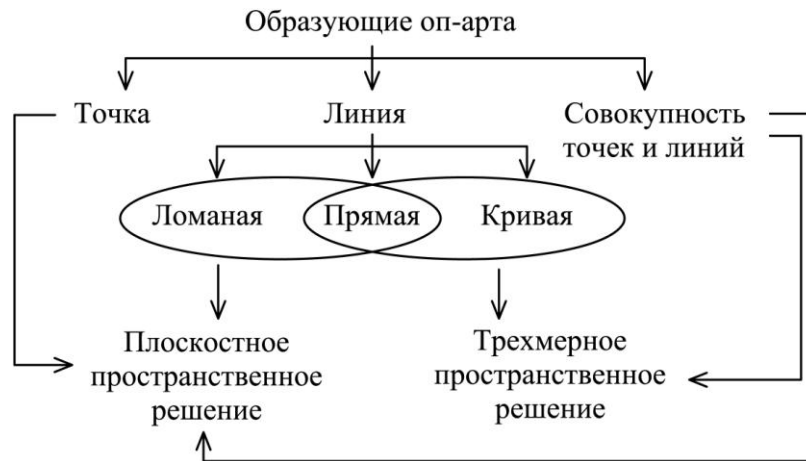 Образующие оп-арта
Точка
Линия
Совокупность
точек и линий
Ломаная
Прямая
Кривая
Плоскостное
пространственное
решение
Трехмерное
пространственное
решение